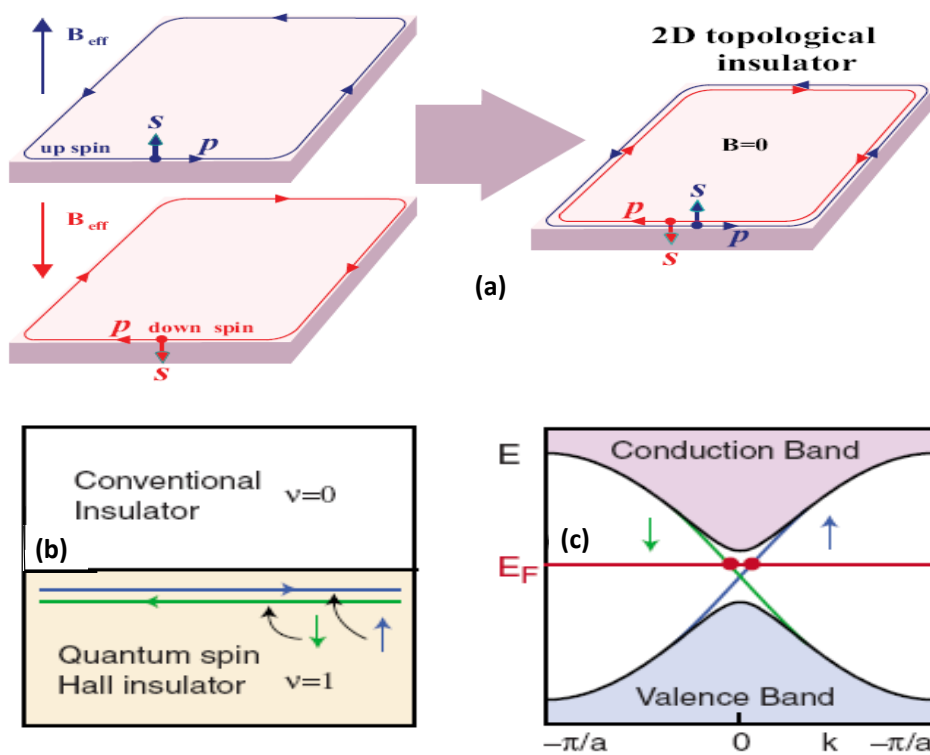 B eff
up spin
s
p
B eff
p
down spin
s
2D topological
insulator
B=0
p
s
s
p
(a)
Conventional
Insulator
ν=0
(b)
Quantum spin
Hall insulator
ν=1
E
Conduction Band
(c)
E_F
Valence Band
−π/a
0
k
−π/a